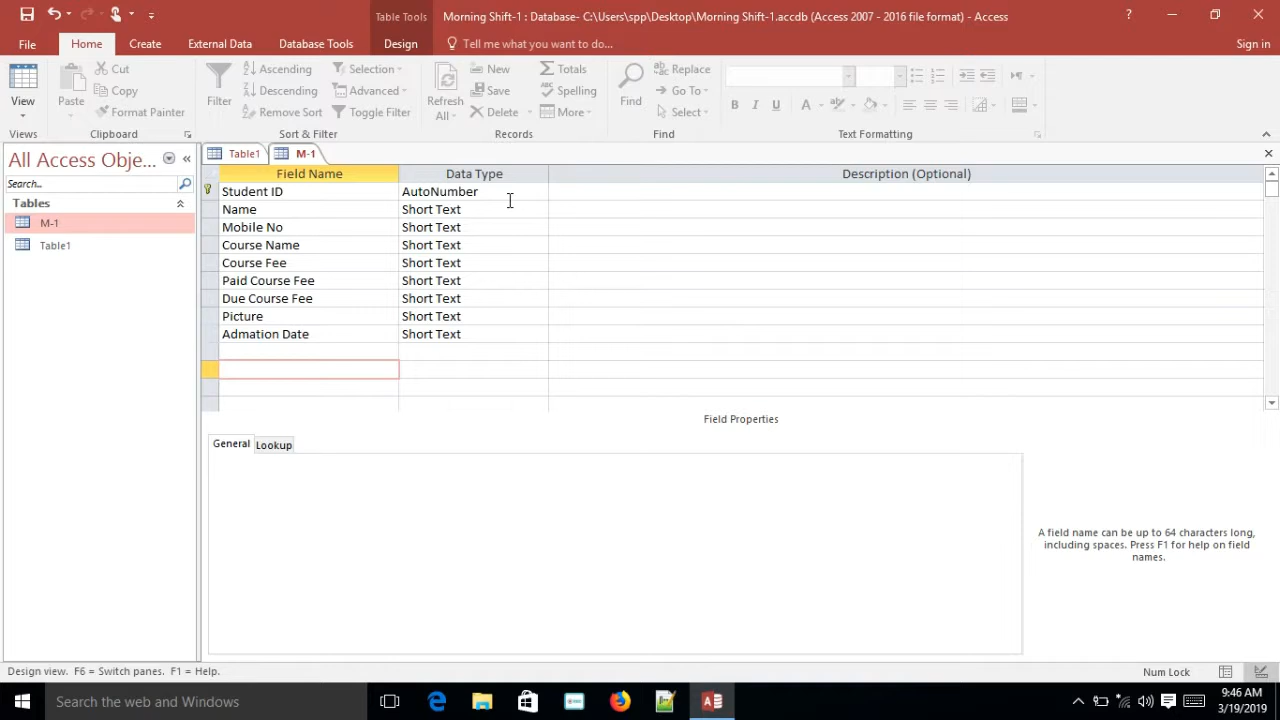 Table Tools
Morning Shift-1 : Database- C:\Users\spp\Desktop\Morning Shift-1.accdb (Access 2007 - 2016 file format) - Access
?
File
Home
Create
External Data
Database Tools
Design
Tell me what you want to do...
Sign in
View
Paste
Cut
Copy
Format Painter
Filter
Ascending
Descending
Remove Sort
Selection
Advanced
Toggle Filter
Refresh
All
New
Save
Delete
Totals
Spelling
More
Find
Replace
Go To
Select
B I U A
Views
Clipboard
Sort & Filter
Records
Find
Text Formatting
All Access Obje...
Search...
Tables
M-1
Table1
Table1
M-1
Field Name Data Type Description (Optional)
Student ID AutoNumber
Name Short Text
Mobile No Short Text
Course Name Short Text
Course Fee Short Text
Paid Course Fee Short Text
Due Course Fee Short Text
Picture Short Text
Admation Date Short Text
Field Properties
General
Lookup
A field name can be up to 64 characters long,
including spaces. Press F1 for help on field
names.
Design view. F6 = Switch panes. F1 = Help.
Num Lock
Search the web and Windows
9:46 AM
3/19/2019